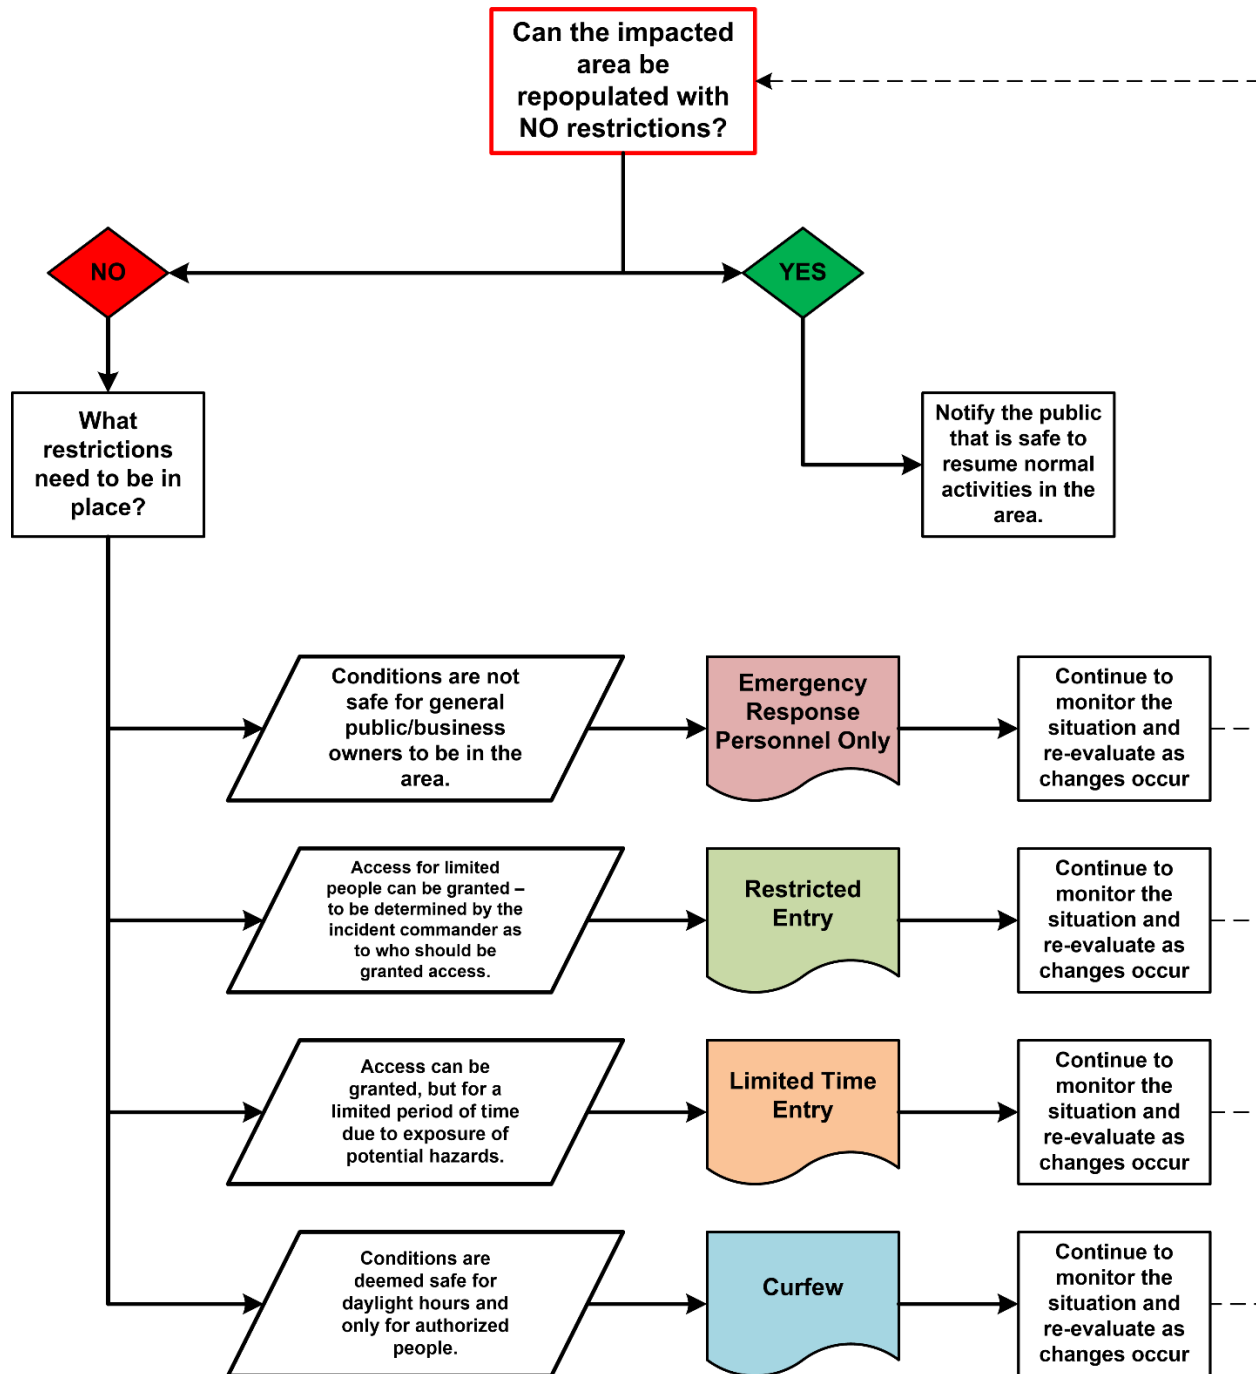 Can the impacted
area be
repopulated with
NO restrictions?
NO
YES
What
restrictions
need to be in
place?
Notify the public
that is safe to
resume normal
activities in the
area.
Conditions are not
safe for general
public/business
owners to be in the
area.
Emergency
Response
Personnel Only
Continue to
monitor the
situation and
re-evaluate as
changes occur
Access for limited
people can be granted –
to be determined by the
incident commander as
to who should be
granted access.
Restricted
Entry
Continue to
monitor the
situation and
re-evaluate as
changes occur
Access can be
granted, but for a
limited period of time
due to exposure of
potential hazards.
Limited Time
Entry
Continue to
monitor the
situation and
re-evaluate as
changes occur
Conditions are
deemed safe for
daylight hours and
only for authorized
people.
Curfew
Continue to
monitor the
situation and
re-evaluate as
changes occur